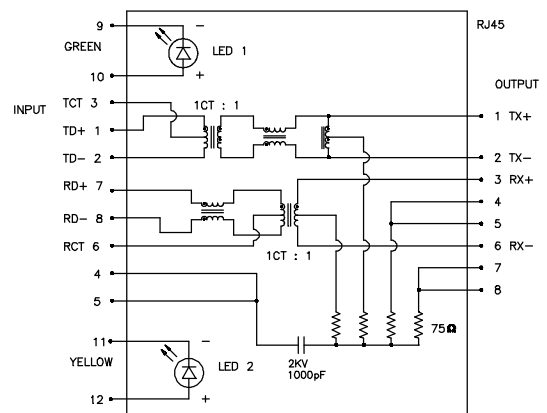 RJ45
9 −
GREEN
LED 1
10 +
OUTPUT
INPUT
TCT 3
1CT : 1
TD+ 1
1 TX+
TD- 2
2 TX-
3 RX+
RD+ 7
4
RD- 8
5
RCT 6
6 RX-
1CT : 1
4
7
5
8
75Ω
11 −
2KV
1000pF
YELLOW
LED 2
12 +